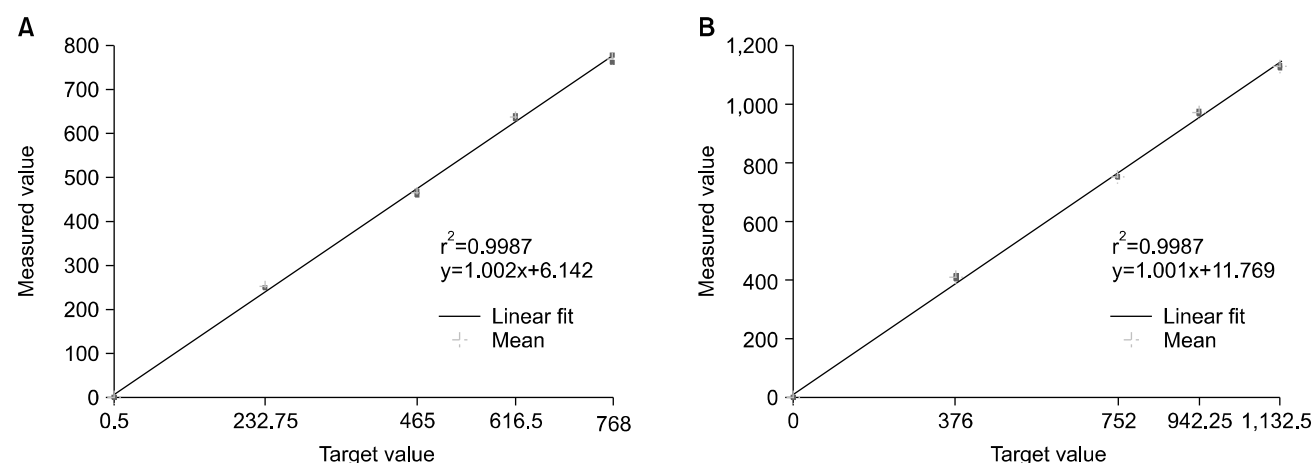 A
800
700
600
500
400
300
200
100
0
Measured value
r²=0.9987
y=1.002x+6.142
Linear fit
Mean
0.5 232.75 465 616.5 768
Target value
B
1,200
1,000
800
600
400
200
0
Measured value
r²=0.9987
y=1.001x+11.769
Linear fit
Mean
0 376 752 942.25 1,132.5
Target value